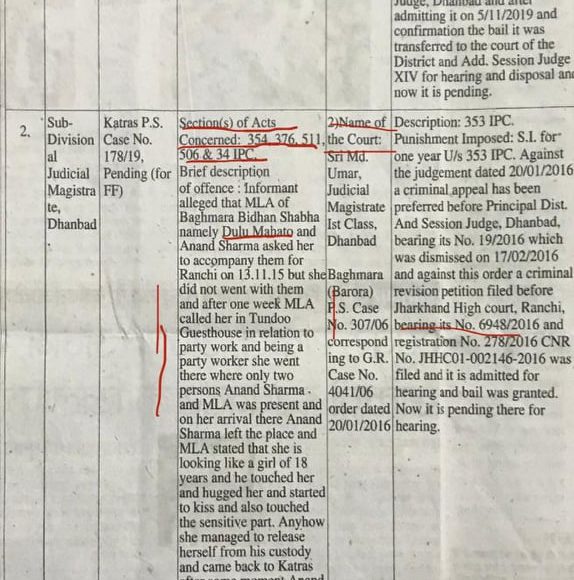 Judge, Dhanbad and after
admitting it on 5/11/2019 and
confirmation the bail it was
transferred to the court of the
District and Add. Session Judge
XIV for hearing and disposal and
now it is pending.
2,
Sub-
Division
al
Judicial
Magistra
te,
Dhanbad
Katras P.S.
Case No.
178/19,
Pending (for
FF)
Section(s) of Acts
Concerned: 354, 376, 511,
506 & 34 IPC.
Brief description
of offence : Informant
alleged that MLA of
Baghmara Bidhan Shabha
namely Dulu Mahato and
Anand Sharma asked her
to accpmany them for
Ranchi on 13.11.15 but she
did not went with them
and after one week MLA
called her in Tundoo
Guesthouse in relation to
party work and being a
party worker she went
there where only two
persons Anand Sharma -
and MLA was present and
on her arrival there Anand
Sharma left the place and
MLA stated that she is
looking like a girl of 18
years and he touched her
and hugged her and started
to kiss and also touched
the sensitive part. Anyhow
she managed to release
herself from his custody
and came back to Katras
after some moment Anand
2)Name of
the Court:
Sri Md.
Umar,
Judicial
Magistrate
Ist Class,
Dhanbad
Baghmara
(Barora)
P.S. Case
No. 307/06
correspond
ing to G.R.
Case No.
4041/06
order dated
20/01/2016
Description: 353 IPC.
Punishment Imposed: S.I. for
one year U/s 353 IPC. Against
the judgement dated 20/01/2016
a criminal appeal has been
preferred before Principal Dist.
And Session Judge, Dhanbad,
bearing its No. 19/2016 which
was dismissed on 17/02/2016
and against this order a criminal
revision petition filed before
Jharkhand High court, Ranchi,
bearing its No. 6948/2016 and
registration No. 278/2016 CNR
No. JHHC01-002146-2016 was
filed and it is admitted for
hearing and bail was granted.
Now it is pending there for
hearing.